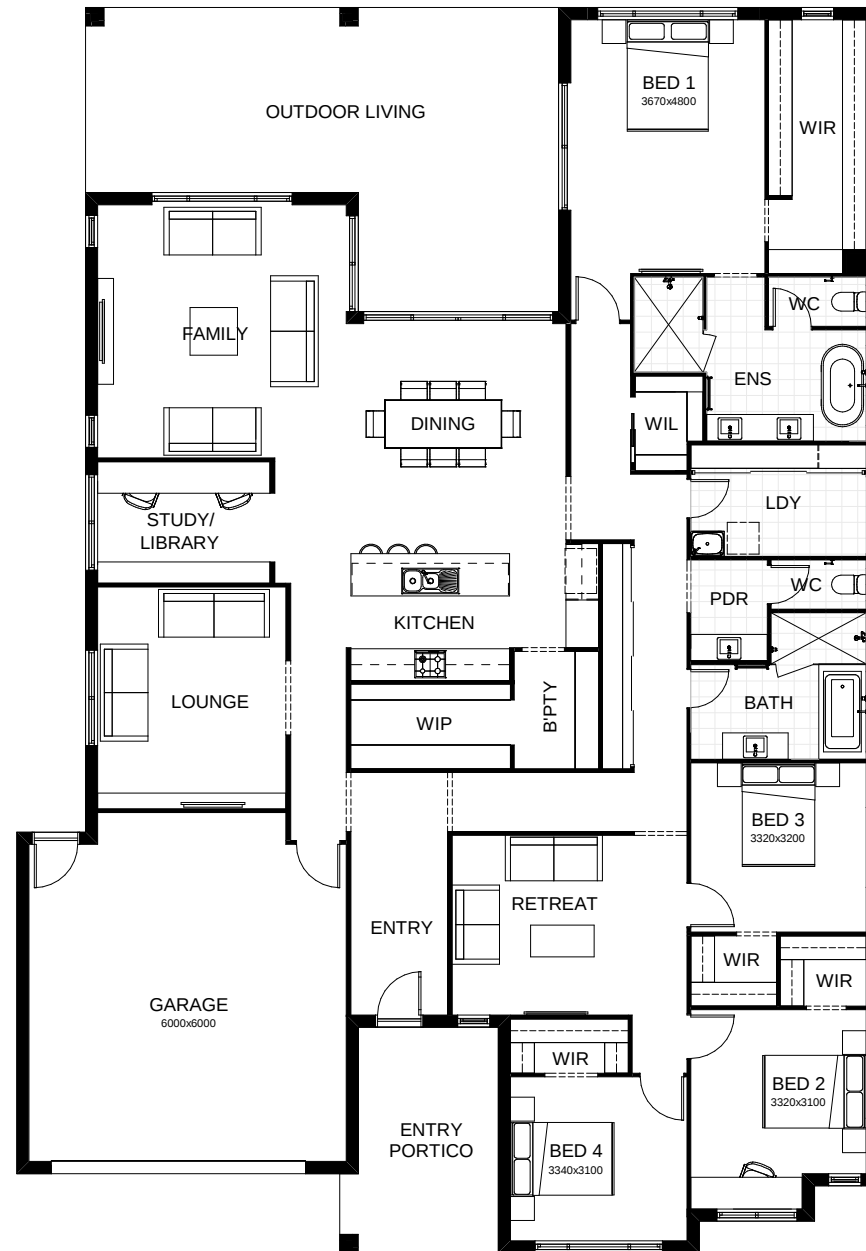 BED 1
3670x4800
OUTDOOR LIVING
WIR
WC
FAMILY
ENS
DINING
WIL
LDY
STUDY/
LIBRARY
WC
PDR
KITCHEN
LOUNGE
BATH
WIP
B'PTY
BED 3
3320x3200
RETREAT
ENTRY
WIR
WIR
GARAGE
6000x6000
WIR
BED 2
3320x3100
ENTRY
PORTICO
BED 4
3340x3100